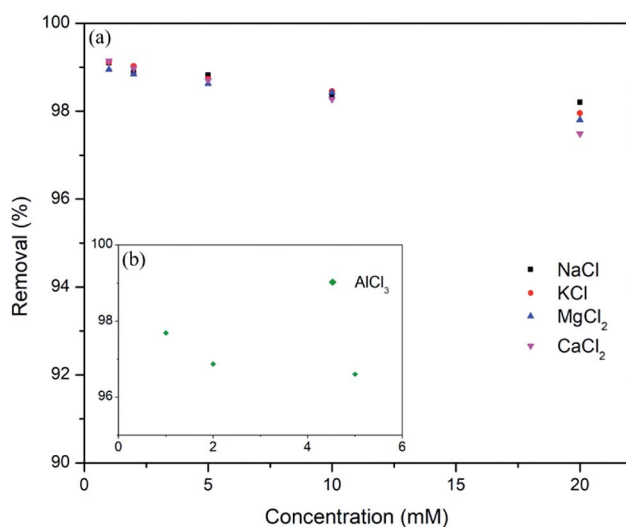 100
(a)
98
96
94
92
90
Removal (%)
100
(b)
98
96
0
2
4
6
AlCl₃
NaCl
KCl
MgCl₂
CaCl₂
0
5
10
15
20
Concentration (mM)